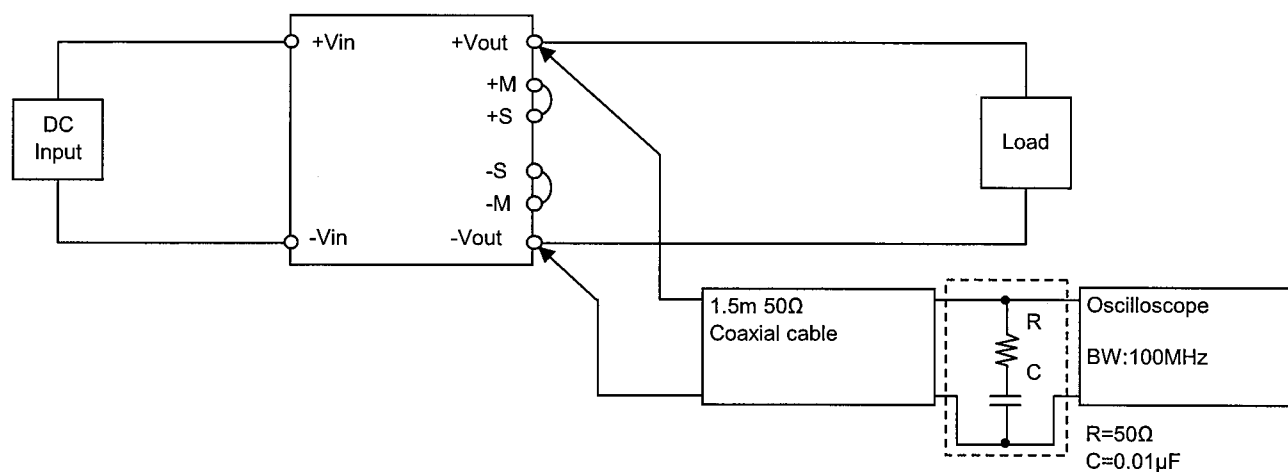 +Vin
+Vout
+M
+S
DC
Input
Load
-S
-M
-Vin
-Vout
1.5m 50Ω
Coaxial cable
R
C
Oscilloscope
BW:100MHz
R=50Ω
C=0.01µF